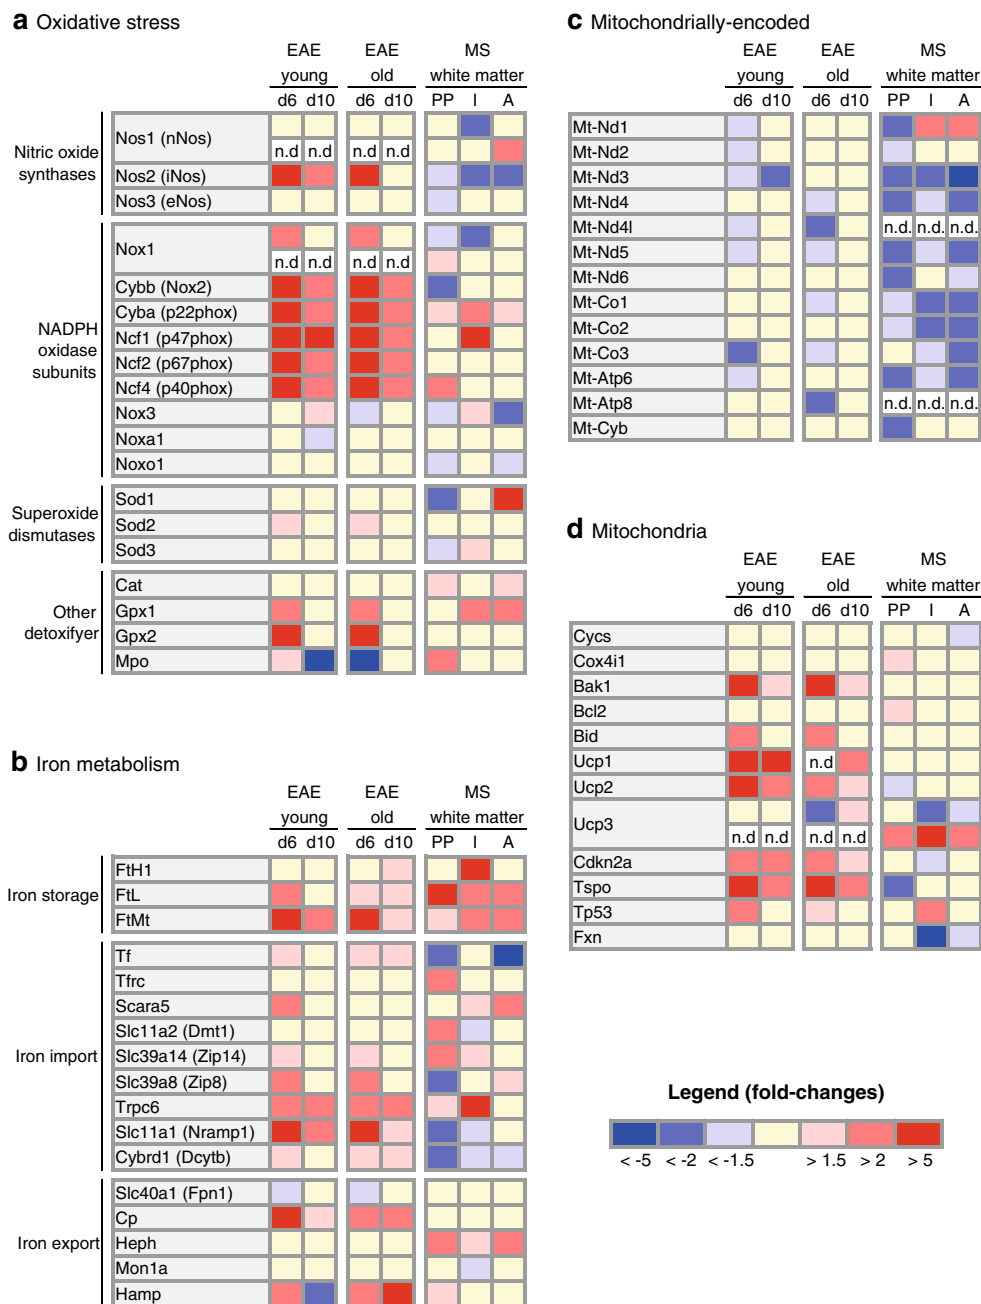 a Oxidative stress
EAE EAE MS
young old white matter
d6 d10 d6 d10 PP I A
Nitric oxide
synthases
Nos1 (nNos)
n.d n.d n.d n.d
Nos2 (iNos)
Nos3 (eNos)
NADPH
oxidase
subunits
Nox1
n.d n.d n.d n.d
Cybb (Nox2)
Cyba (p22phox)
Ncf1 (p47phox)
Ncf2 (p67phox)
Ncf4 (p40phox)
Nox3
Noxa1
Noxo1
Superoxide
dismutases
Sod1
Sod2
Sod3
Other
detoxifyer
Cat
Gpx1
Gpx2
Mpo
b Iron metabolism
EAE EAE MS
young old white matter
d6 d10 d6 d10 PP I A
Iron storage
FtH1
FtL
FtMt
Iron import
Tf
Tfrc
Scara5
Slc11a2 (Dmt1)
Slc39a14 (Zip14)
Slc39a8 (Zip8)
Trpc6
Slc11a1 (Nramp1)
Cybrd1 (Dcytb)
Iron export
Slc40a1 (Fpn1)
Cp
Heph
Mon1a
Hamp
c Mitochondrially-encoded
EAE EAE MS
young old white matter
d6 d10 d6 d10 PP I A
Mt-Nd1
Mt-Nd2
Mt-Nd3
Mt-Nd4
Mt-Nd4l n.d. n.d. n.d.
Mt-Nd5
Mt-Nd6
Mt-Co1
Mt-Co2
Mt-Co3
Mt-Atp6
Mt-Atp8 n.d. n.d. n.d.
Mt-Cyb
d Mitochondria
EAE EAE MS
young old white matter
d6 d10 d6 d10 PP I A
Cycs
Cox4i1
Bak1
Bcl2
Bid
Ucp1 n.d
Ucp2
Ucp3
n.d n.d n.d n.d
Cdkn2a
Tspo
Tp53
Fxn
Legend (fold-changes)
< -5 < -2 < -1.5 > 1.5 > 2 > 5